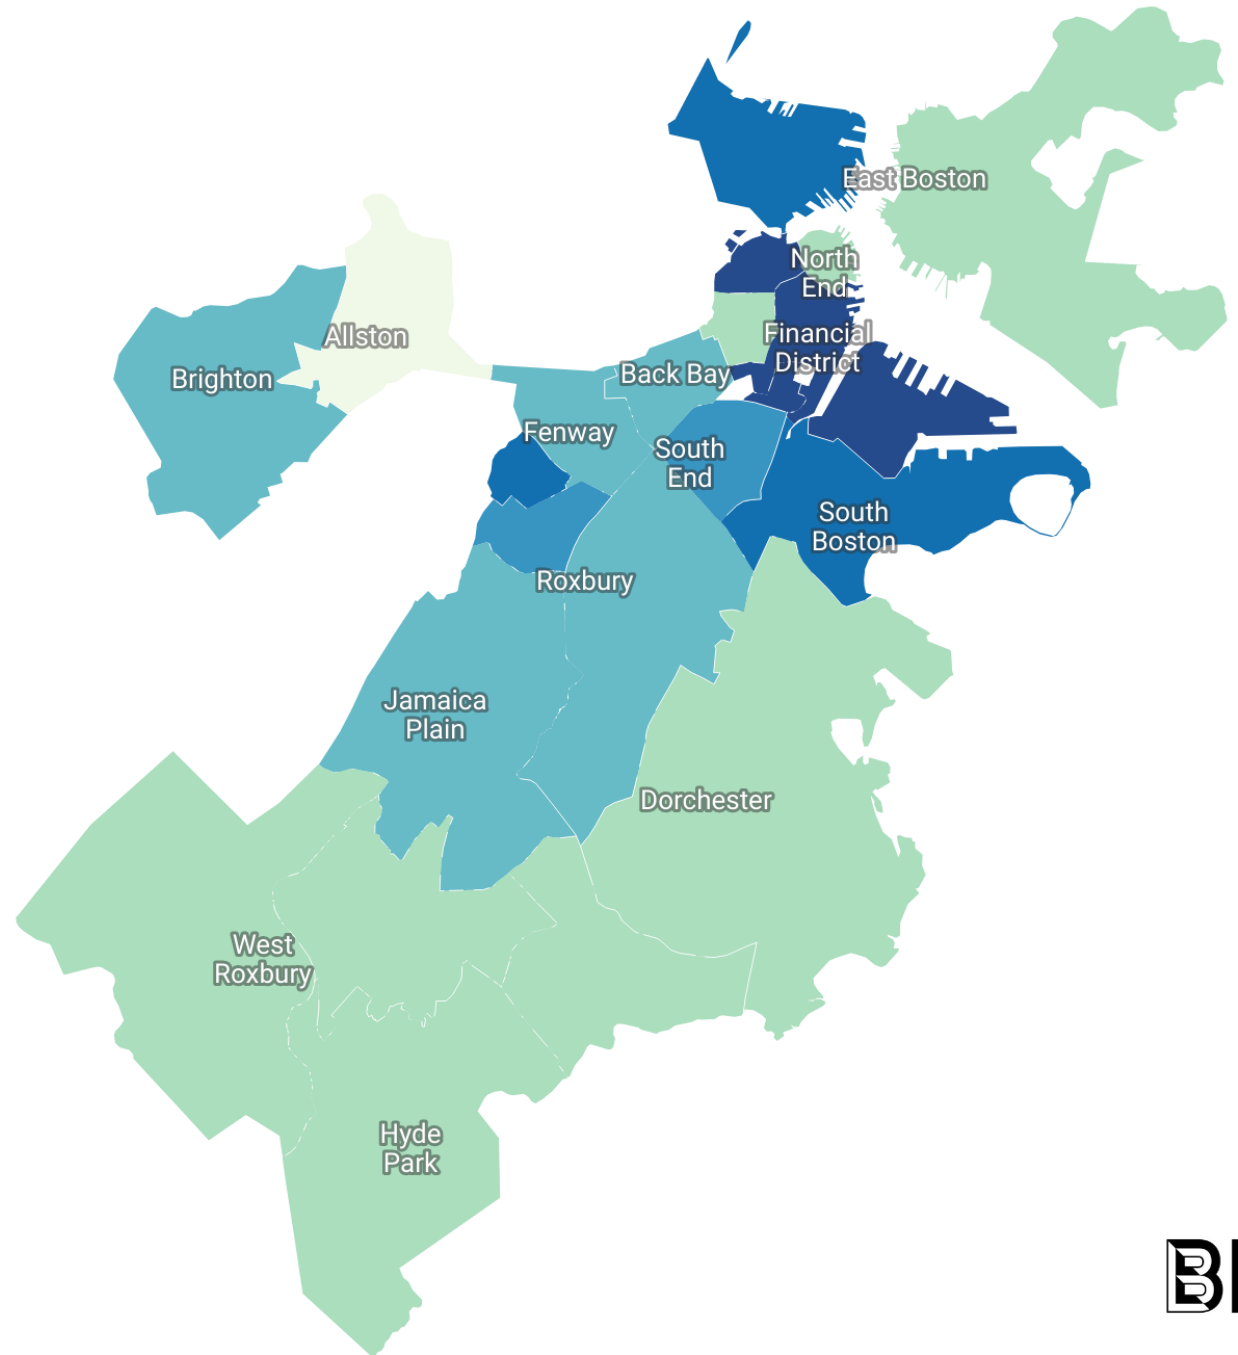 East Boston
North
End
Financial
District
Allston
Brighton
Back Bay
Fenway
South
End
South
Boston
Roxbury
Jamaica
Plain
Dorchester
West
Roxbury
Hyde
Park
B